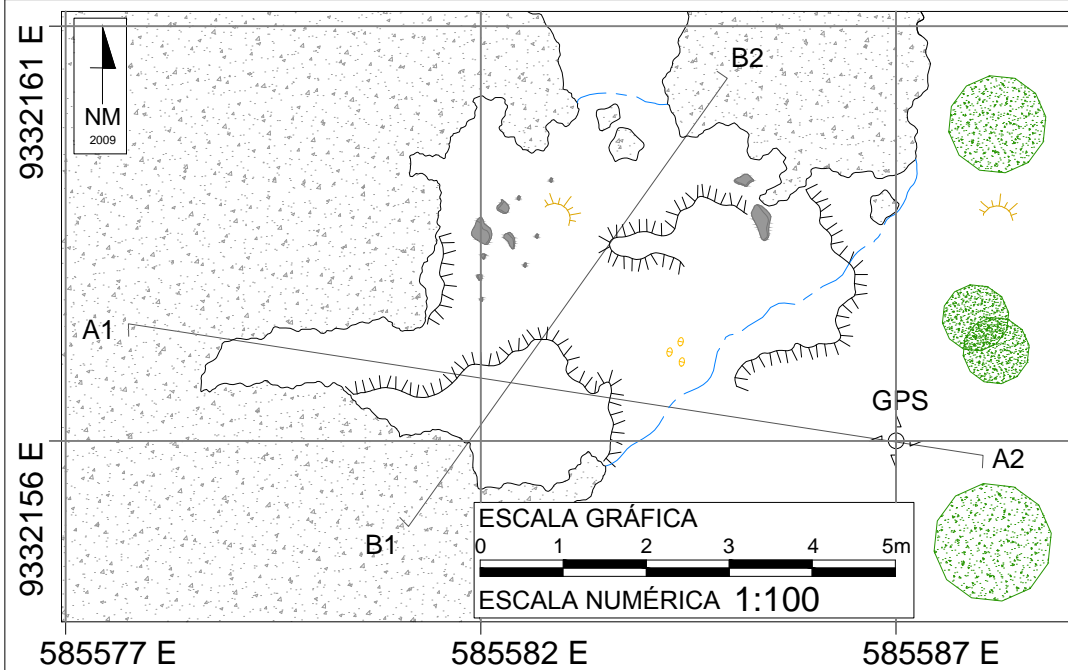 9332161 E
NM
2009
B2
A1
GPS
A2
9332156 E
B1
ESCALA GRÁFICA
0 1 2 3 4 5m
ESCALA NUMÉRICA 1:100
585577 E 585582 E 585587 E